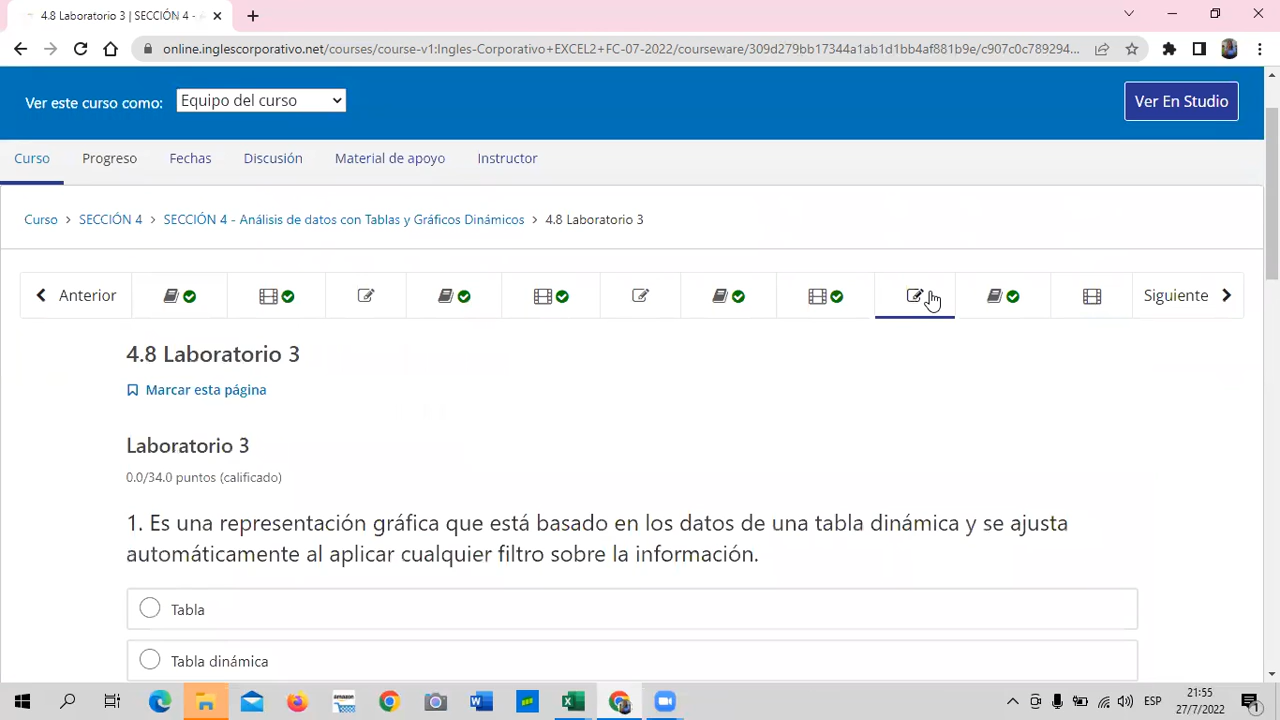 4.8 Laboratorio 3 | SECCIÓN 4 -
online.inglescorporativo.net/courses/course-v1:Ingles-Corporativo+EXCEL2+FC-07-2022/courseware/309d279bb17344a1ab1d1bb4af881b9e/c907c0c789294...
Ver este curso como: Equipo del curso
Ver En Studio
Curso Progreso Fechas Discusión Material de apoyo Instructor
Curso > SECCIÓN 4 > SECCIÓN 4 - Análisis de datos con Tablas y Gráficos Dinámicos > 4.8 Laboratorio 3
Anterior Siguiente
4.8 Laboratorio 3
Marcar esta página
Laboratorio 3
0.0/34.0 puntos (calificado)
1. Es una representación gráfica que está basado en los datos de una tabla dinámica y se ajusta
automáticamente al aplicar cualquier filtro sobre la información.
Tabla
Tabla dinámica
amazon
ESP
21:55
27/7/2022